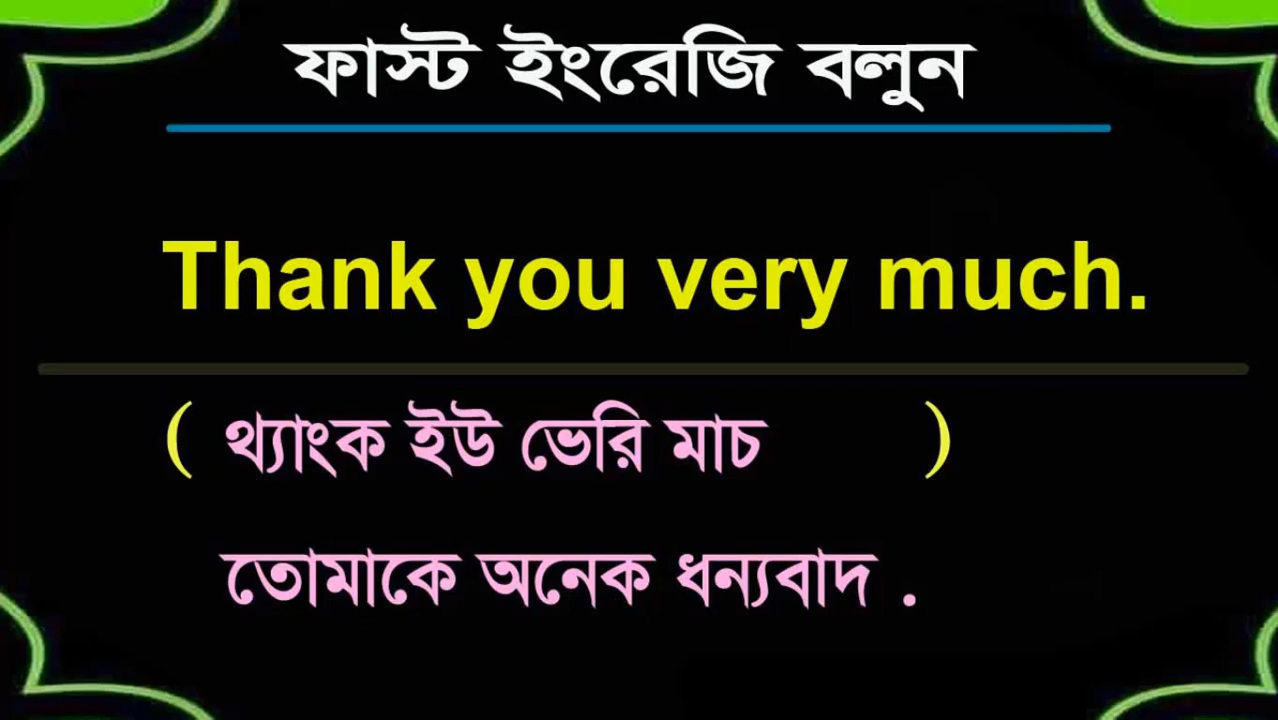 ফাস্ট ইংরেজি বলুন
Thank you very much.
( থ্যাংক ইউ ভেরি মাচ )
তোমাকে অনেক ধন্যবাদ .